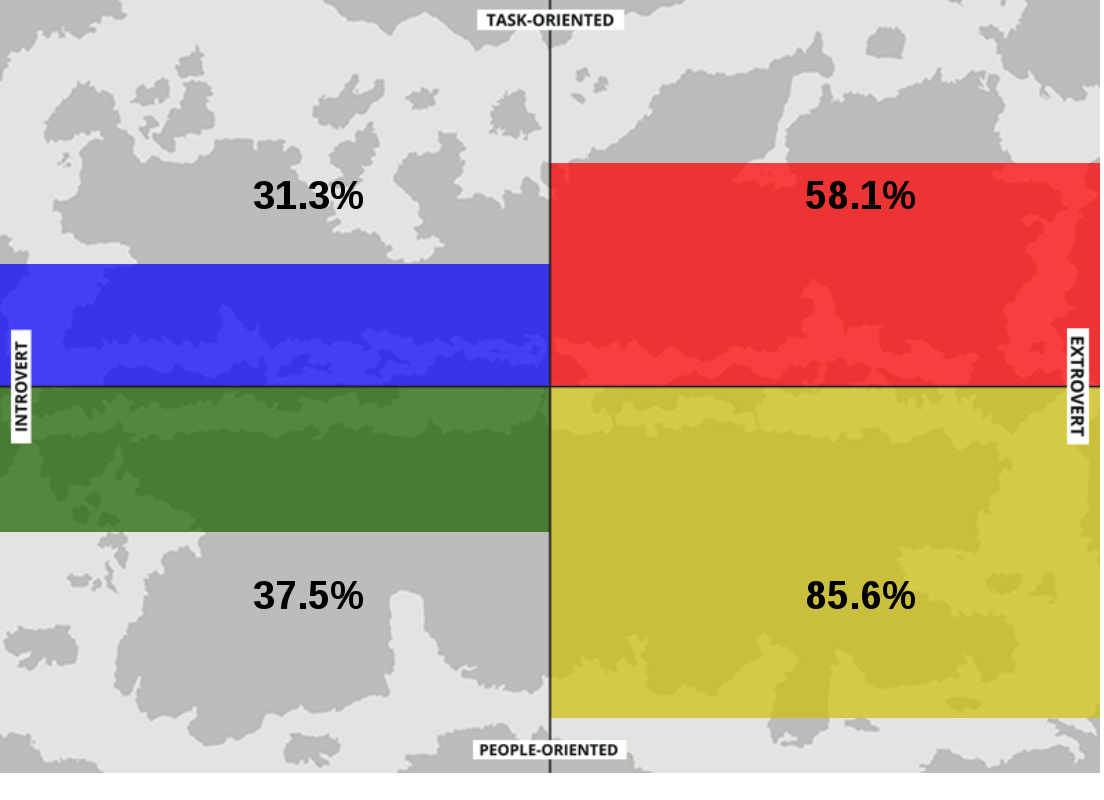 TASK-ORIENTED
31.3%
58.1%
INTROVERT
EXTROVERT
37.5%
85.6%
PEOPLE-ORIENTED